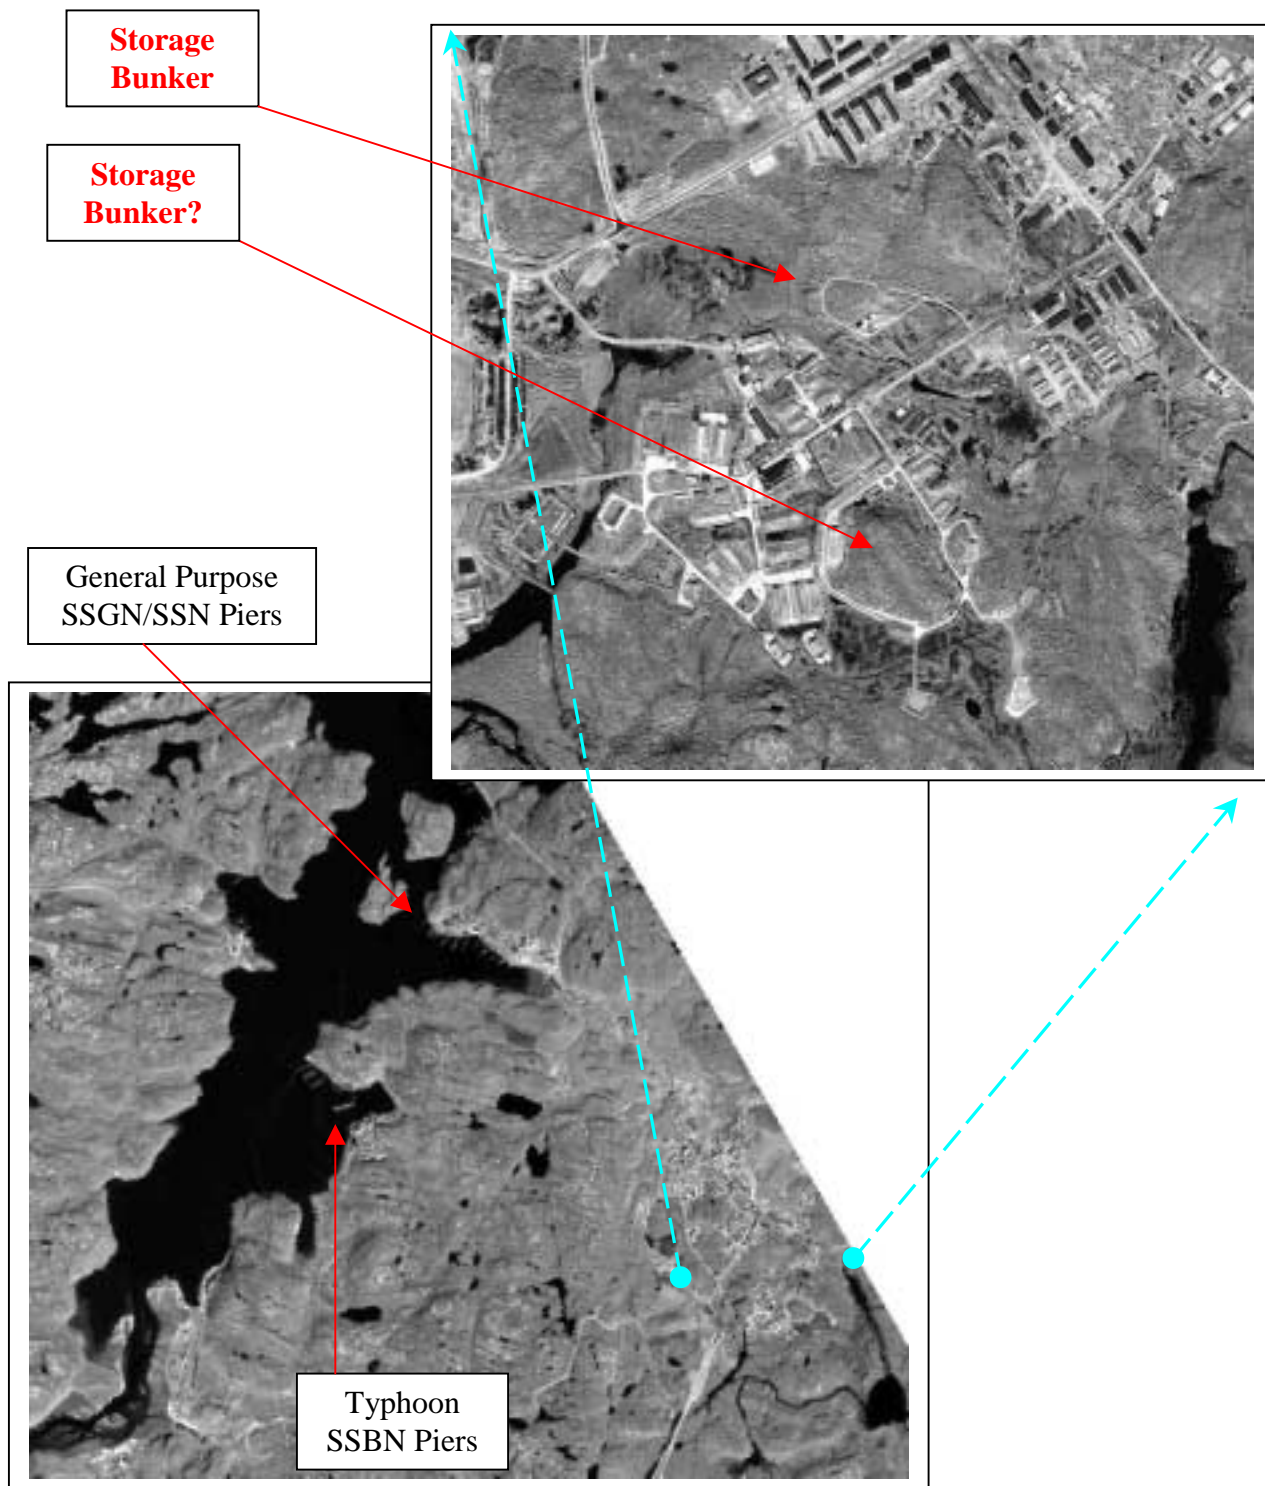 Storage
Bunker
Storage
Bunker?
General Purpose
SSGN/SSN Piers
Typhoon
SSBN Piers